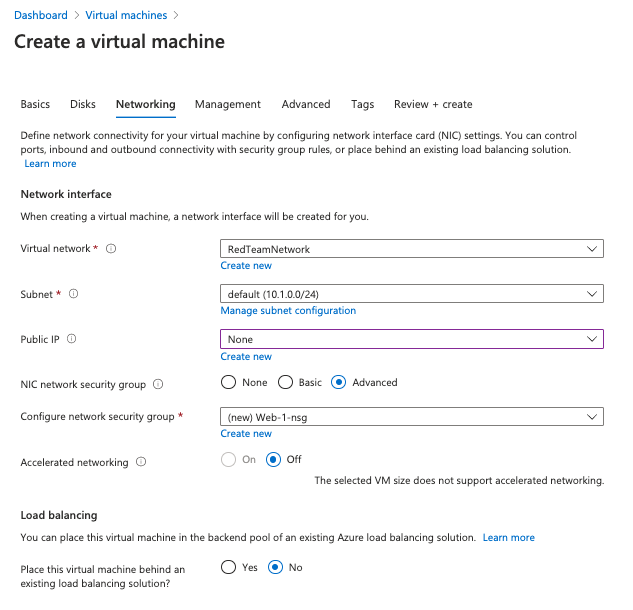 Dashboard > Virtual machines >
Create a virtual machine
Basics Disks Networking Management Advanced Tags Review + create
Define network connectivity for your virtual machine by configuring network interface card (NIC) settings. You can control
ports, inbound and outbound connectivity with security group rules, or place behind an existing load balancing solution.
Learn more
Network interface
When creating a virtual machine, a network interface will be created for you.
Virtual network *
RedTeamNetwork
Create new
Subnet *
default (10.1.0.0/24)
Manage subnet configuration
Public IP
None
Create new
NIC network security group
None Basic Advanced
Configure network security group *
(new) Web-1-nsg
Create new
Accelerated networking
On Off
The selected VM size does not support accelerated networking.
Load balancing
You can place this virtual machine in the backend pool of an existing Azure load balancing solution. Learn more
Place this virtual machine behind an
existing load balancing solution?
Yes No